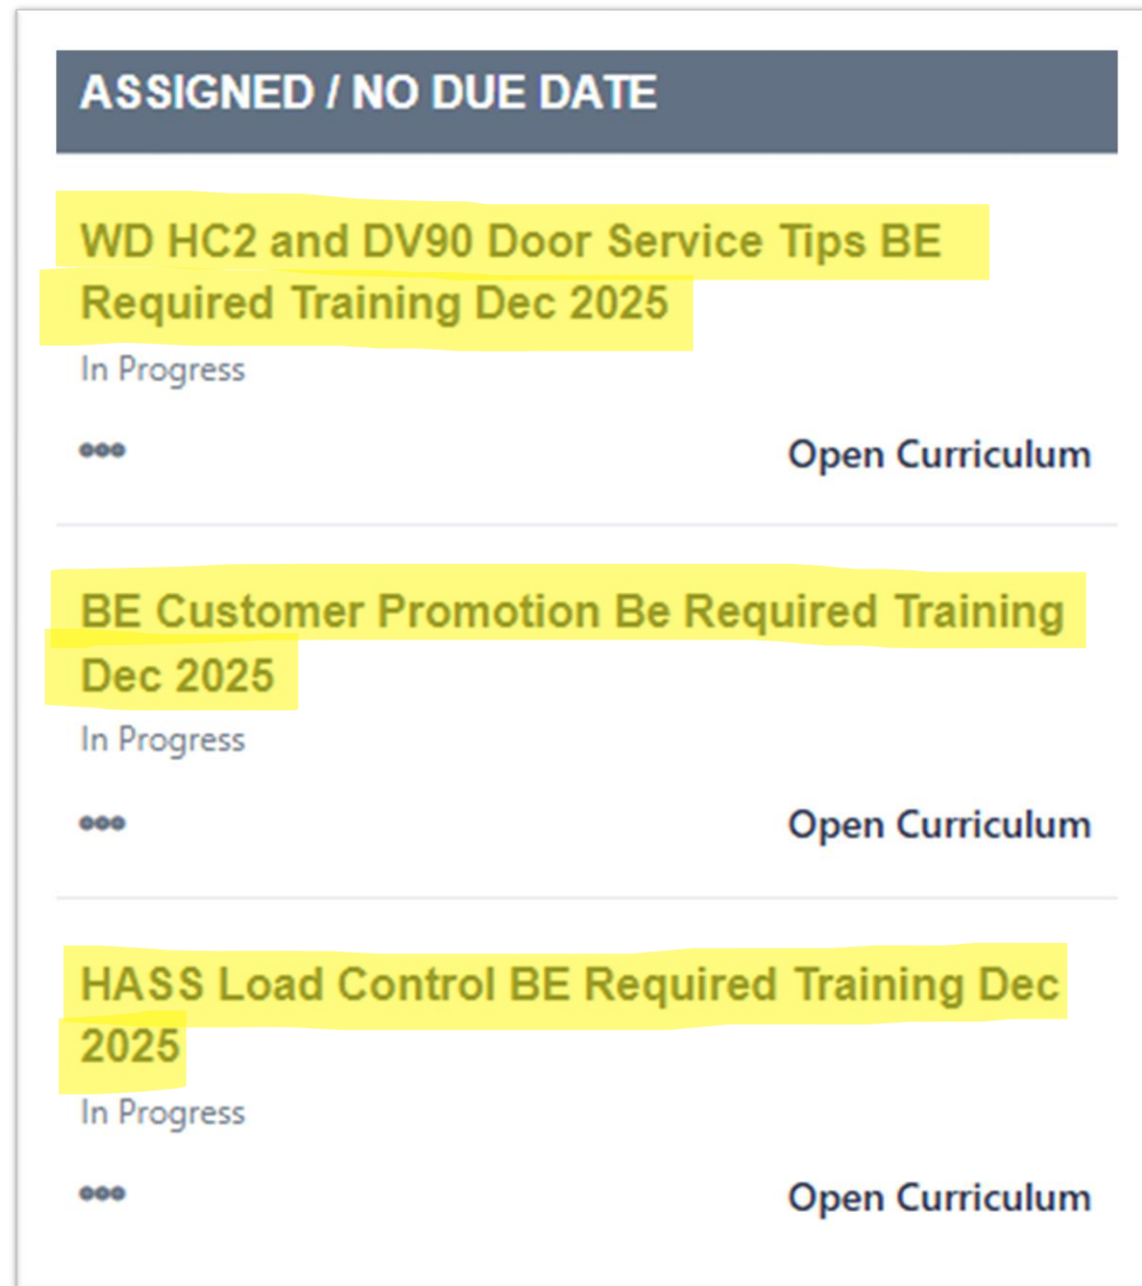 ASSIGNED / NO DUE DATE
WD HC2 and DV90 Door Service Tips BE
Required Training Dec 2025
In Progress
Open Curriculum
BE Customer Promotion Be Required Training
Dec 2025
In Progress
Open Curriculum
HASS Load Control BE Required Training Dec
2025
In Progress
Open Curriculum